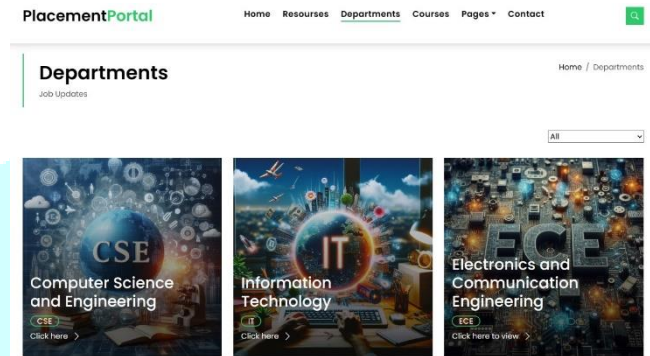 PlacementPortal
Home Resourses Departments Courses Pages Contact
Departments
Home / Departments
Job Updates
All
CSE
IT
ECE
Computer Science
and Engineering
CSE
Click here >
Information
Technology
IT
Click here >
Electronics and
Communication
Engineering
ECE
Click here to view >